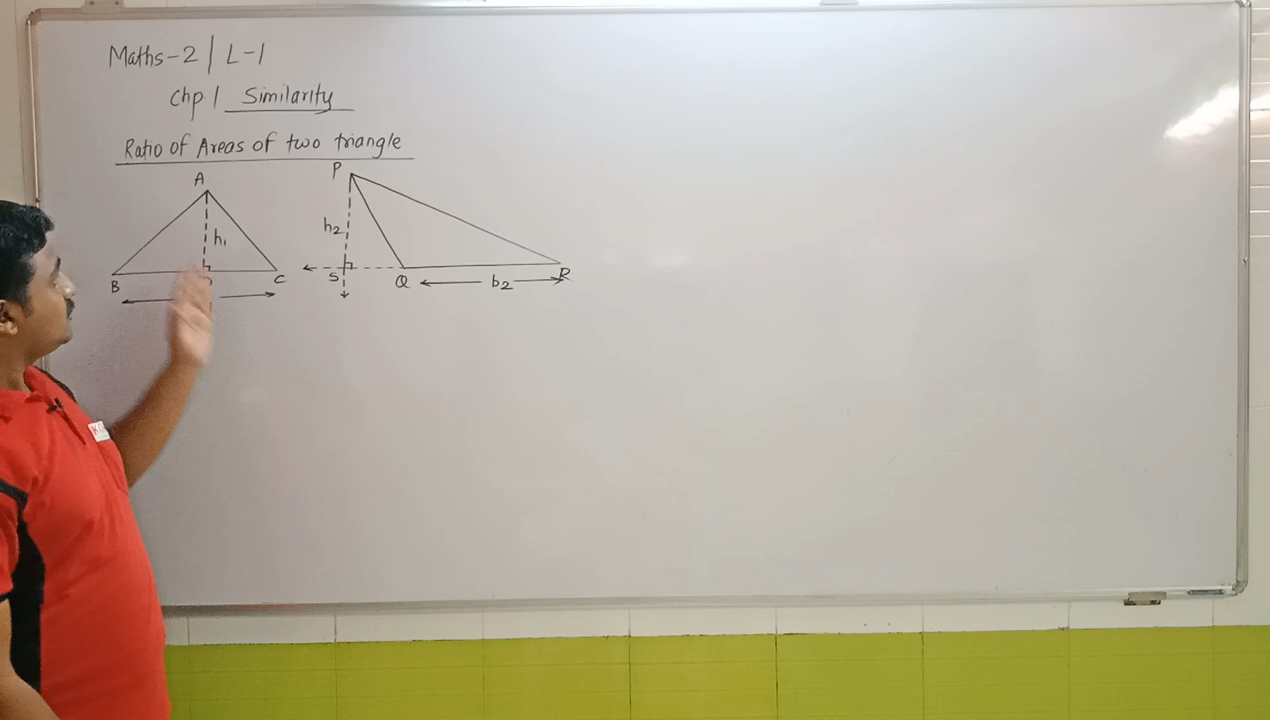 Maths-2 | L-1
Chp 1 Similarity
Ratio of Areas of two triangle
A P
h₁ h₂
B C S Q b₂ R